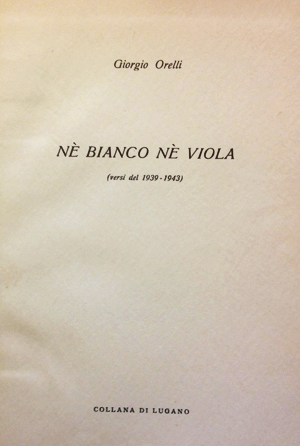 Giorgio Orelli
NÈ BIANCO NÈ VIOLA
(versi del 1939-1943)
COLLANA DI LUGANO